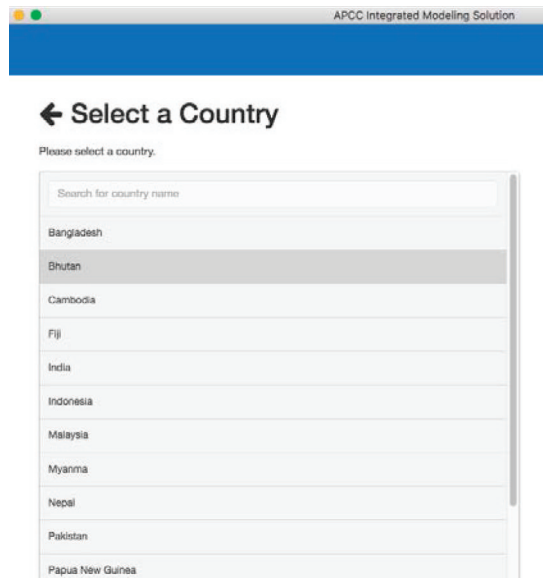 APCC Integrated Modeling Solution
Select a Country
Please select a country.
Search for country name
Bangladesh
Bhutan
Cambodia
Fiji
India
Indonesia
Malaysia
Myanma
Nepal
Pakistan
Papua New Guinea